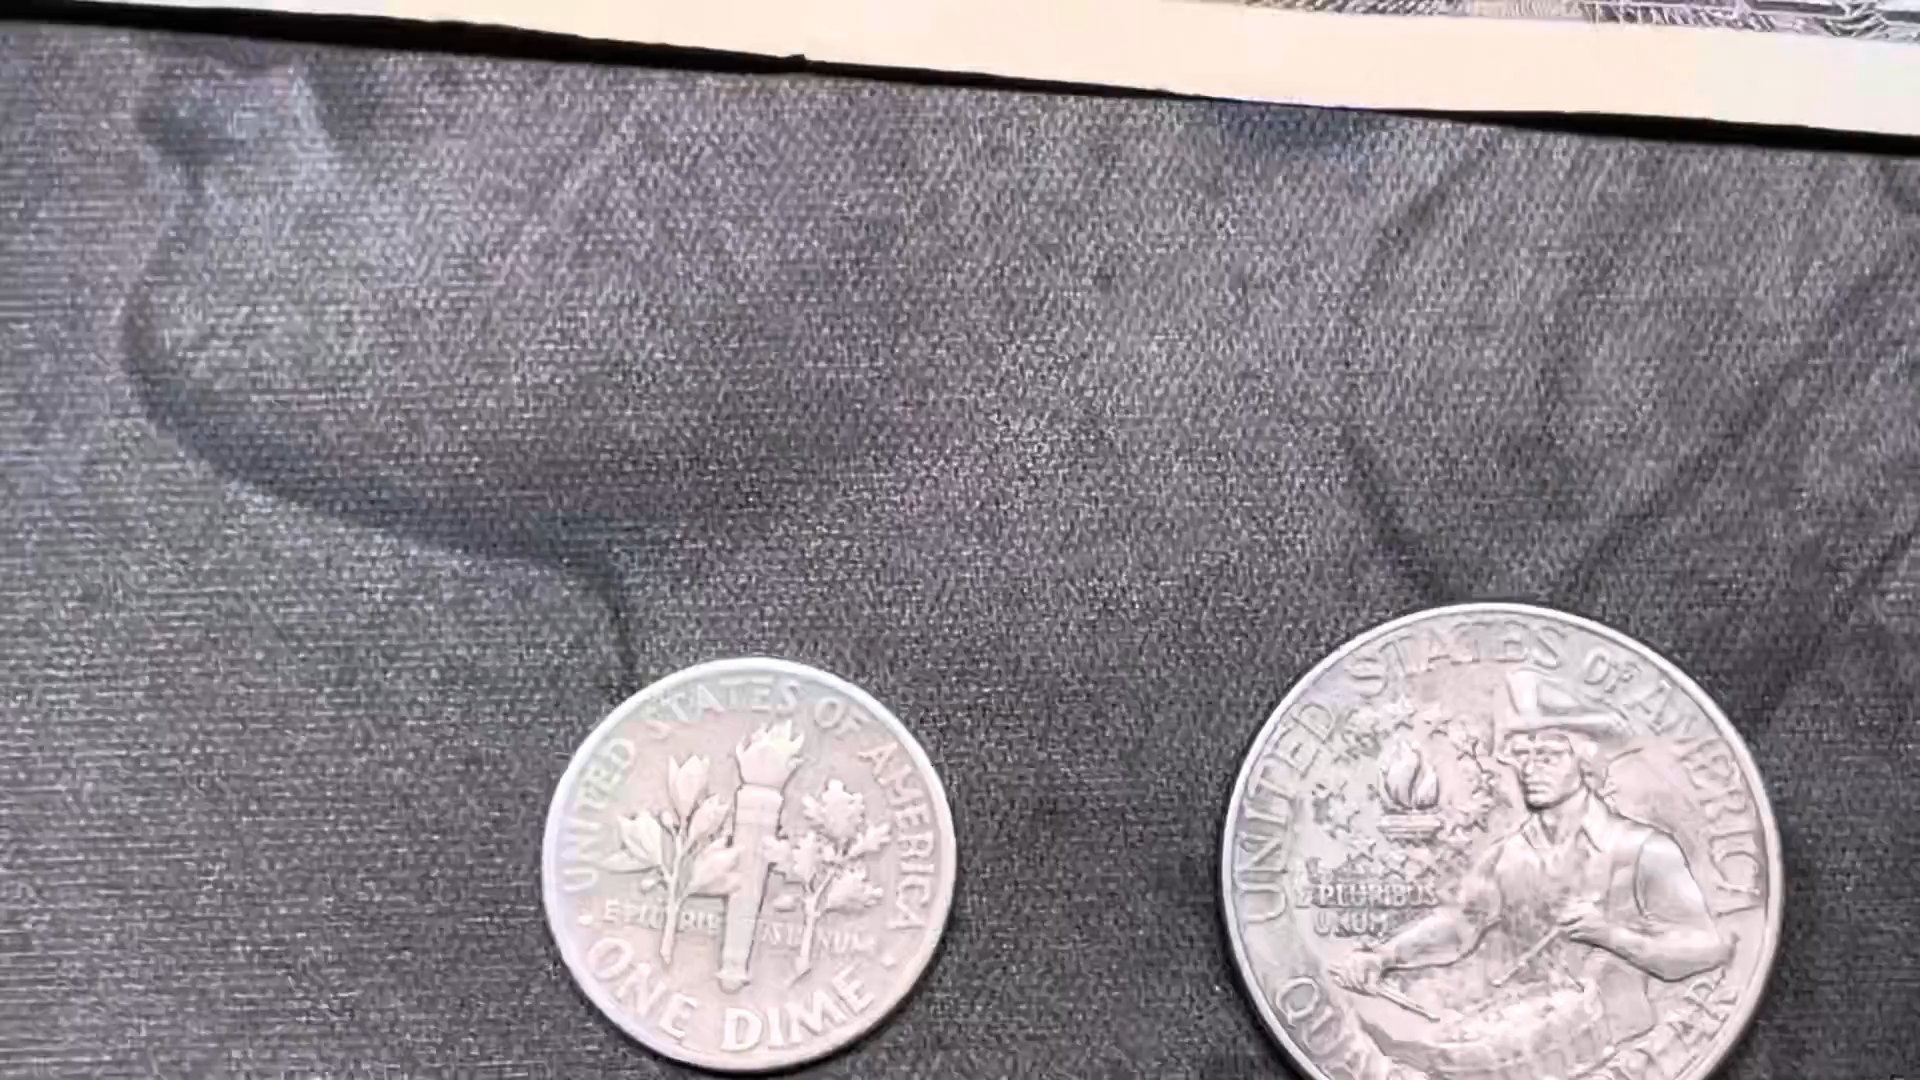 UNITED STATES OF AMERICA
E PLURIBUS UNUM
ONE DIME
UNITED STATES OF AMERICA
E PLURIBUS
UNUM